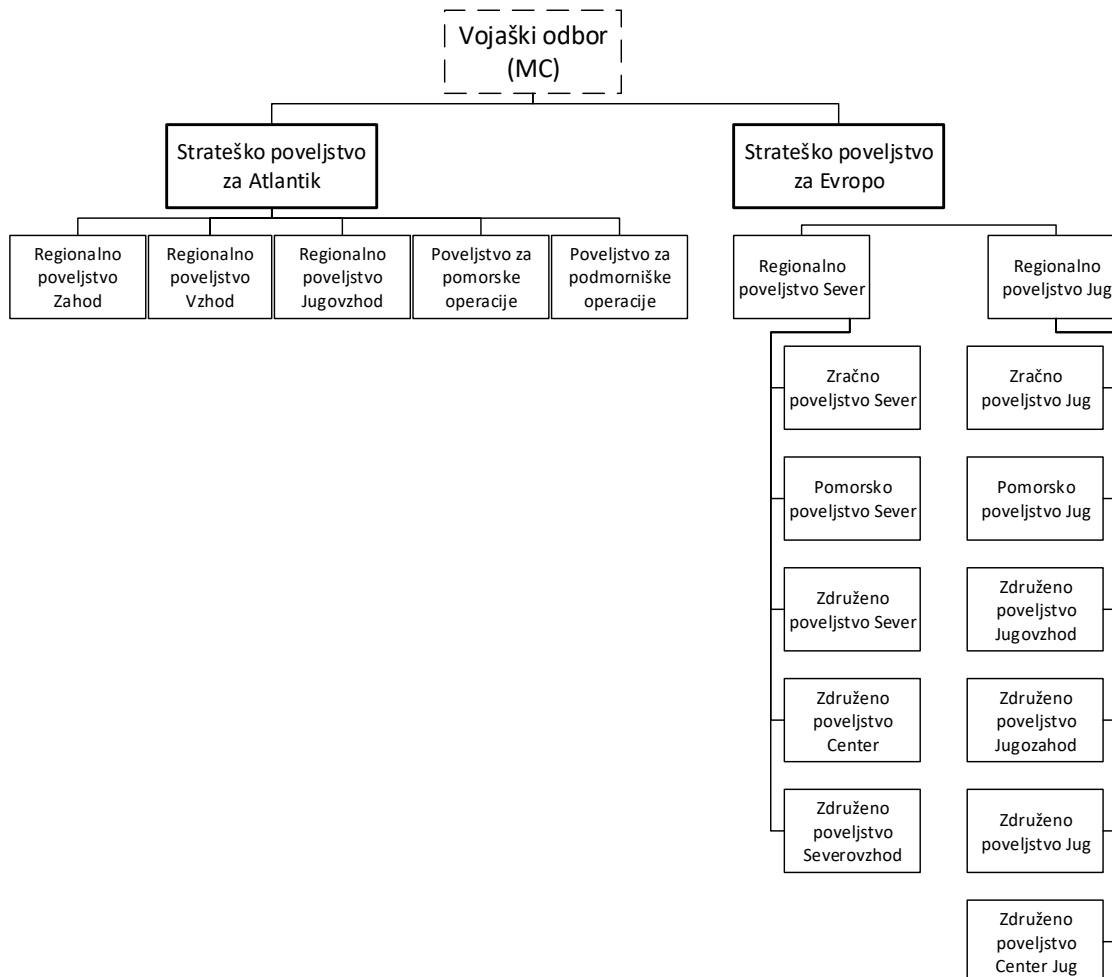 Vojaški odbor
(MC)
Strateško poveljstvo
za Atlantik
Strateško poveljstvo
za Evropo
Regionalno
poveljstvo
Zahod
Regionalno
poveljstvo
Vzhod
Regionalno
poveljstvo
Jugovzhod
Poveljstvo za
pomorske
operacije
Poveljstvo za
podmorniške
operacije
Regionalno
poveljstvo Sever
Regionalno
poveljstvo Jug
Zračno
poveljstvo Sever
Zračno
poveljstvo Jug
Pomorsko
poveljstvo Sever
Pomorsko
poveljstvo Jug
Združeno
poveljstvo Sever
Združeno
poveljstvo
Jugovzhod
Združeno
poveljstvo
Center
Združeno
poveljstvo
Jugozahod
Združeno
poveljstvo
Severovzhod
Združeno
poveljstvo Jug
Združeno
poveljstvo
Center Jug